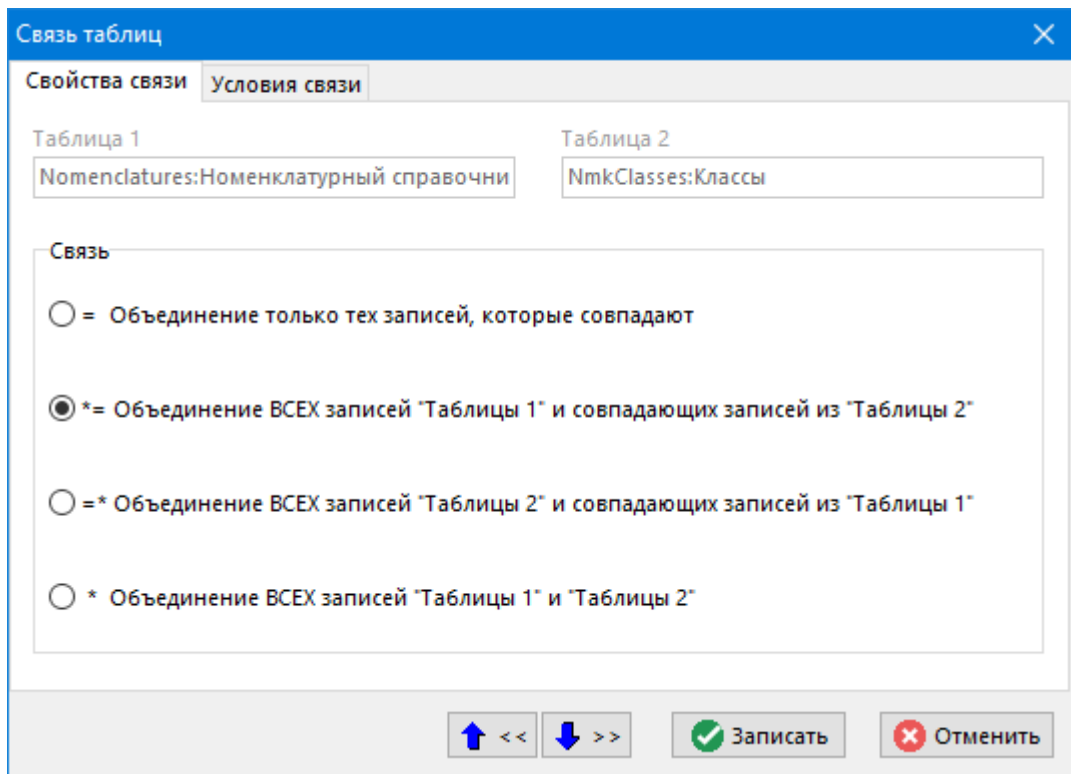 Связь таблиц
Свойства связи Условия связи
Таблица 1 Таблица 2
Nomenclatures:Номенклатурный справочни NmkClasses:Классы
Связь
= Объединение только тех записей, которые совпадают
*= Объединение ВСЕХ записей "Таблицы 1" и совпадающих записей из "Таблицы 2"
=* Объединение ВСЕХ записей "Таблицы 2" и совпадающих записей из "Таблицы 1"
* Объединение ВСЕХ записей "Таблицы 1" и "Таблицы 2"
<< >> Записать Отменить